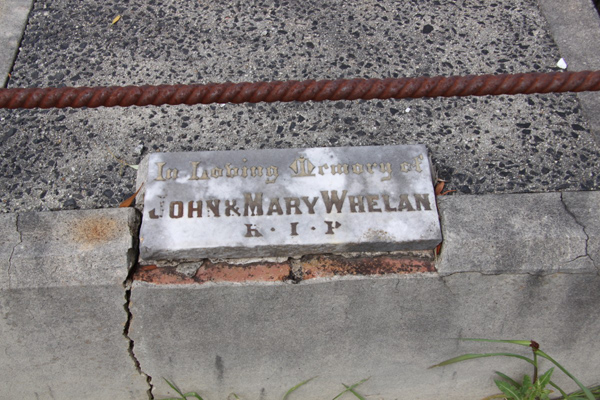 In Loving Memory of
JOHN & MARY WHELAN
R · I · P